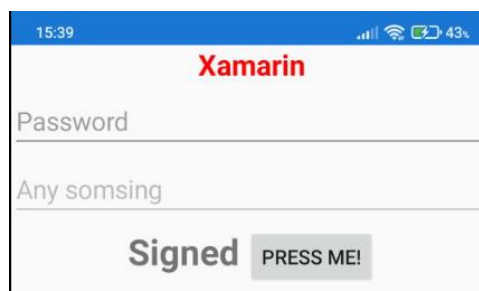 15:39 43%
Xamarin
Password
Any somsing
Signed PRESS ME!